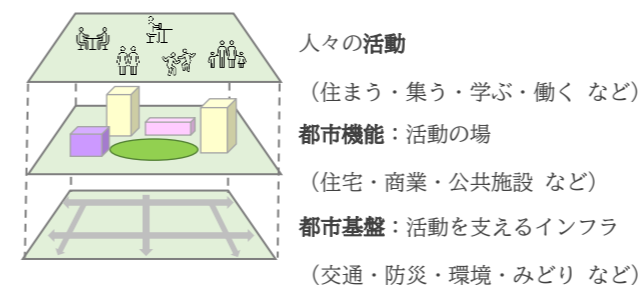 人々の活動
（住まう・集う・学ぶ・働く など）
都市機能：活動の場
（住宅・商業・公共施設 など）
都市基盤：活動を支えるインフラ
（交通・防災・環境・みどり など）